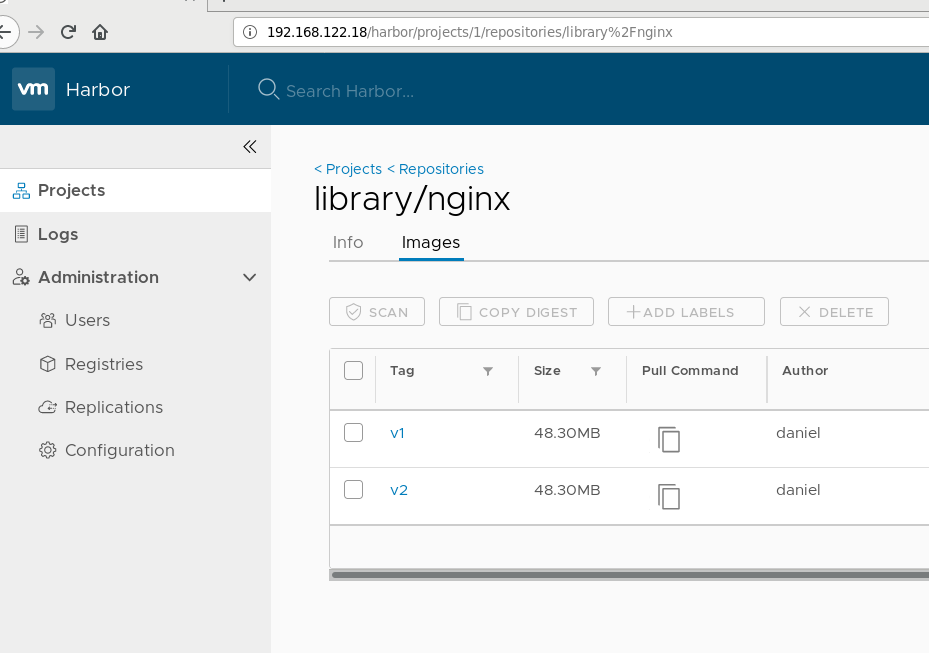 192.168.122.18/harbor/projects/1/repositories/library%2Fnginx
vm Harbor
Search Harbor...
Projects
Logs
Administration
Users
Registries
Replications
Configuration
< Projects < Repositories
library/nginx
Info Images
SCAN COPY DIGEST +ADD LABELS DELETE
Tag Size Pull Command Author
v1 48.30MB daniel
v2 48.30MB daniel